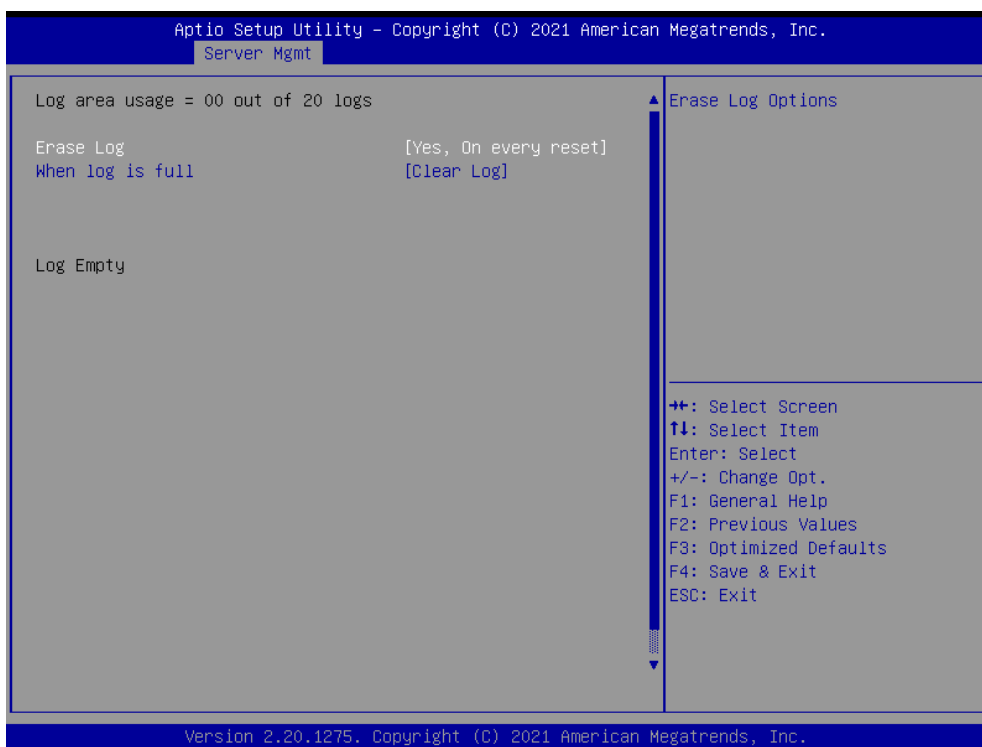 Aptio Setup Utility – Copyright (C) 2021 American Megatrends, Inc.
Server Mgmt
Log area usage = 00 out of 20 logs
Erase Log [Yes, On every reset]
When log is full [Clear Log]
Log Empty
Erase Log Options
→←: Select Screen
↑↓: Select Item
Enter: Select
+/-: Change Opt.
F1: General Help
F2: Previous Values
F3: Optimized Defaults
F4: Save & Exit
ESC: Exit
Version 2.20.1275. Copyright (C) 2021 American Megatrends, Inc.